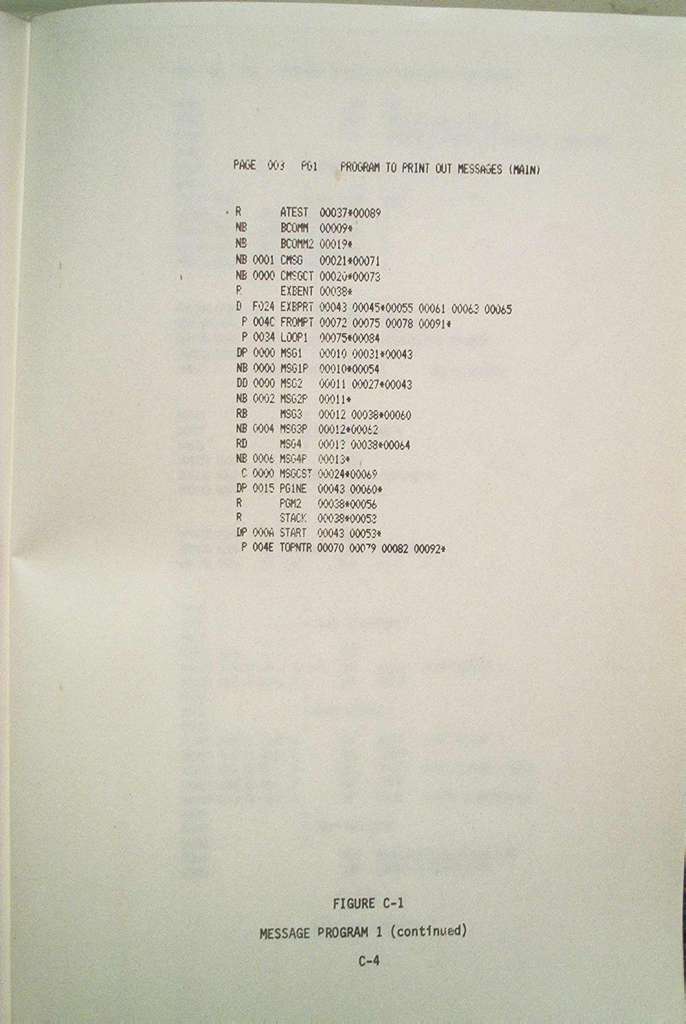 PAGE 003 PG1 PROGRAM TO PRINT OUT MESSAGES (MAIN)
R ATEST 00037*00089
NB BCOMM 00009*
NB BCOMM2 00019*
NB 0001 CMSG 00021*00071
NB 0000 CMSGCT 00020*00073
R EXBENT 00038*
D F024 EXBPRT 00043 00045*00055 00061 00063 00065
P 004C FROMPT 00072 00075 00078 00091*
P 0034 LOOP1 00075*00084
DP 0000 MSG1 00010 00031*00043
NB 0000 MSG1P 00010*00054
DD 0000 MSG2 00011 00027*00043
NB 0002 MSG2P 00011*
RB MSG3 00012 00038*00060
NB 0004 MSG3P 00012*00062
RD MSG4 00013 00038*00064
NB 0006 MSG4P 00013*
C 0000 MSGCST 00024*00069
DP 0015 PG1NE 00043 00060*
R PGM2 00038*00056
R STACK 00038*00053
DP 000A START 00043 00053*
P 004E TOPNTR 00070 00079 00082 00092*
FIGURE C-1
MESSAGE PROGRAM 1 (continued)
C-4